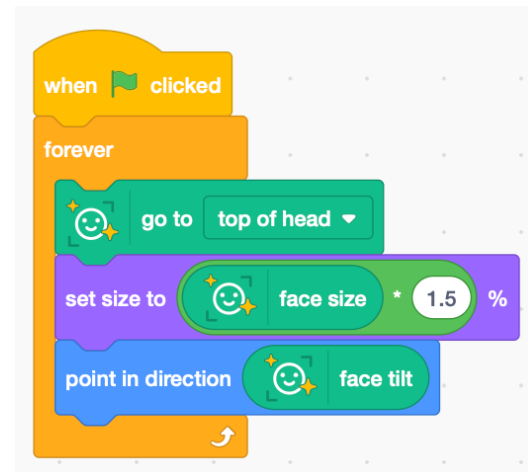 when clicked
forever
go to top of head
set size to face size * 1.5 %
point in direction face tilt